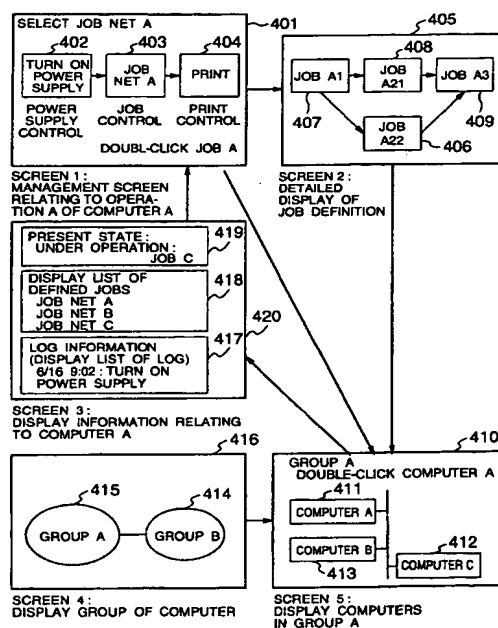 401
SELECT JOB NET A
402
403
404
TURN ON
POWER
SUPPLY
JOB
NET A
PRINT
POWER
SUPPLY
CONTROL
JOB
CONTROL
PRINT
CONTROL
DOUBL-CLICK JOB A
SCREEN 1:
MANAGEMENT SCREEN
RELATING TO OPERA-
TION A OF COMPUTER A
405
408
JOB A1
JOB
A21
JOB A3
407
409
JOB
A22
406
SCREEN 2:
DETAILED
DISPLAY OF
JOB DEFINITION
PRESENT STATE:
UNDER OPERATION:
JOB C
419
DISPLAY LIST OF
DEFINED JOBS
JOB NET A
JOB NET B
JOB NET C
418
420
LOG INFORMATION
(DISPLAY LIST OF LOG)
6/16 9:02: TURN ON
POWER SUPPLY
417
SCREEN 3:
DISPLAY INFORMATION RELATING
TO COMPUTER A
416
415
414
GROUP A
GROUP B
SCREEN 4:
DISPLAY GROUP OF COMPUTER
410
GROUP A
DOUBLE-CLICK COMPUTER A
411
COMPUTER A
412
COMPUTER B
413
COMPUTER C
SCREEN 5:
DISPLAY COMPUTERS
IN GROUP A